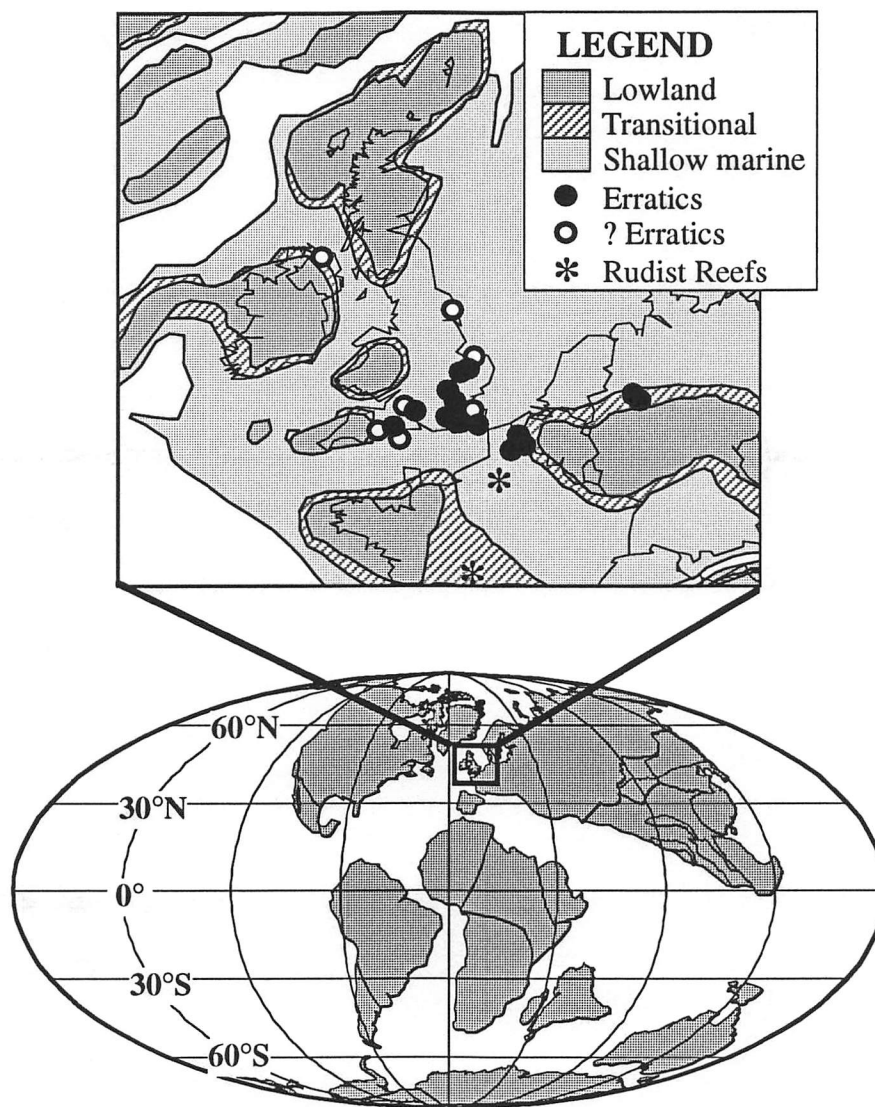 LEGEND
Lowland
Transitional
Shallow marine
Erratics
? Erratics
Rudist Reefs
60°N
30°N
0°
30°S
60°S